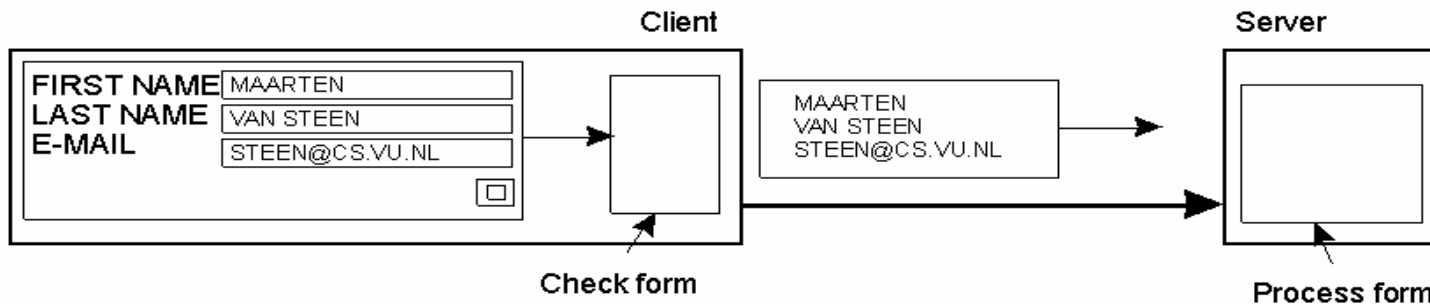 Client
Server
FIRST NAME MAARTEN
LAST NAME VAN STEEN
E-MAIL STEEN@CS.VU.NL
MAARTEN
VAN STEEN
STEEN@CS.VU.NL
Check form
Process form